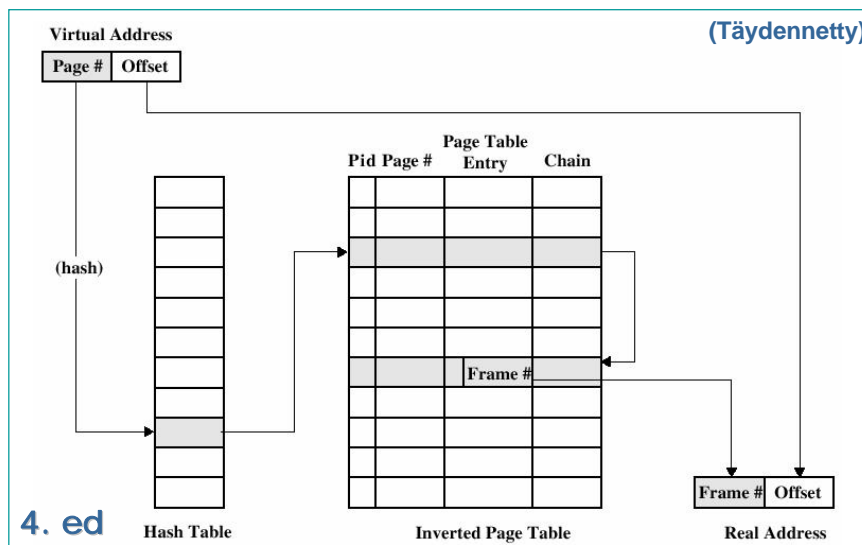 (Täydennetty)
Virtual Address
Page # Offset
Page Table
Pid Page # Entry Chain
(hash)
Frame #
Frame # Offset
4. ed
Hash Table Inverted Page Table Real Address